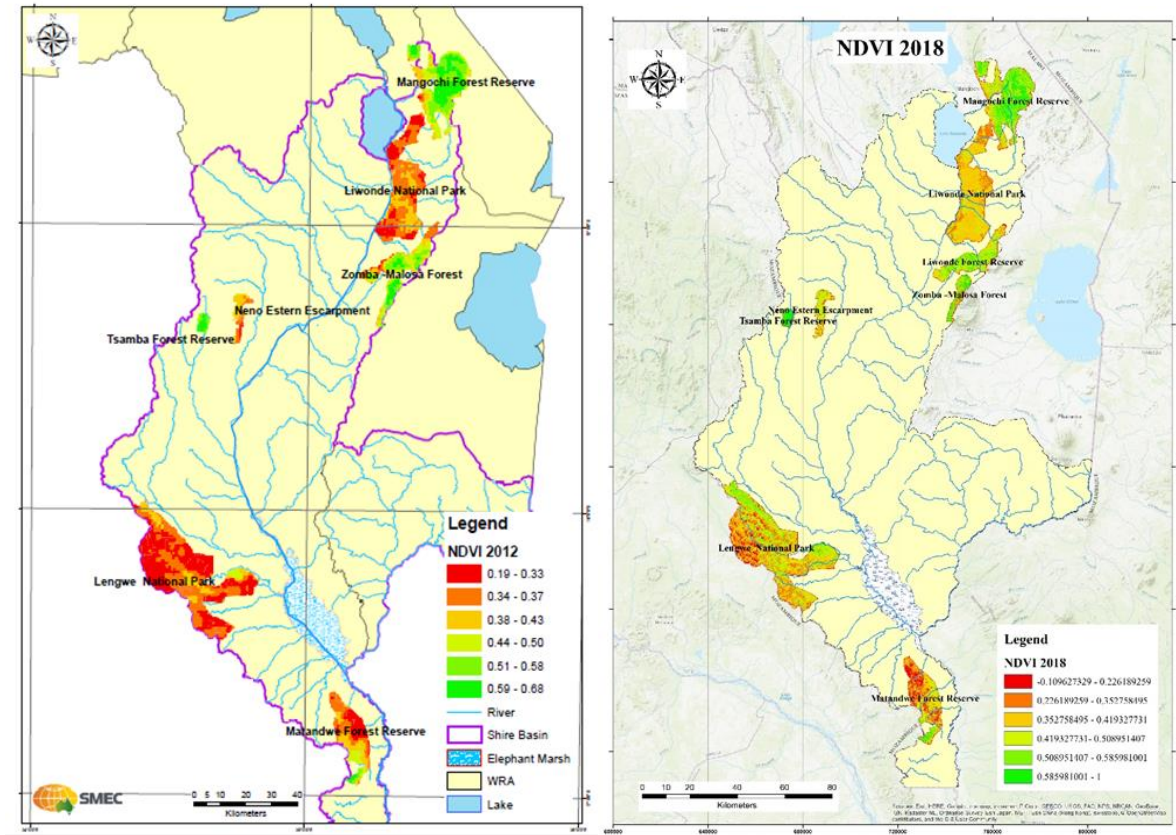 N
W E
S
Mangochi Forest Reserve
Liwonde National Park
Zomba -Malosa Forest
Neno Estern Escarpment
Tsamba Forest Reserve
Lengwe National Park
Matandwe Forest Reserve
Legend
NDVI 2012
0.19 - 0.33
0.34 - 0.37
0.38 - 0.43
0.44 - 0.50
0.51 - 0.58
0.59 - 0.68
River
Shire Basin
Elephant Marsh
WRA
Lake
SMEC
0 5 10 20 30 40
Kilometers
NDVI 2018
N
W E
S
Mangochi Forest Reserve
Liwonde National Park
Liwonde Forest Reserve
Zomba -Malosa Forest
Neno Estern Escarpment
Tsamba Forest Reserve
Lengwe National Park
Matandwe Forest Reserve
MOZAMBIQUE
Legend
NDVI 2018
-0.109627329 - 0.226189259
0.226189259 - 0.352758495
0.352758495 - 0.419327731
0.419327731 - 0.508951407
0.508951407 - 0.585981001
0.585981001 - 1
0 10 20 40 60 80
Kilometers